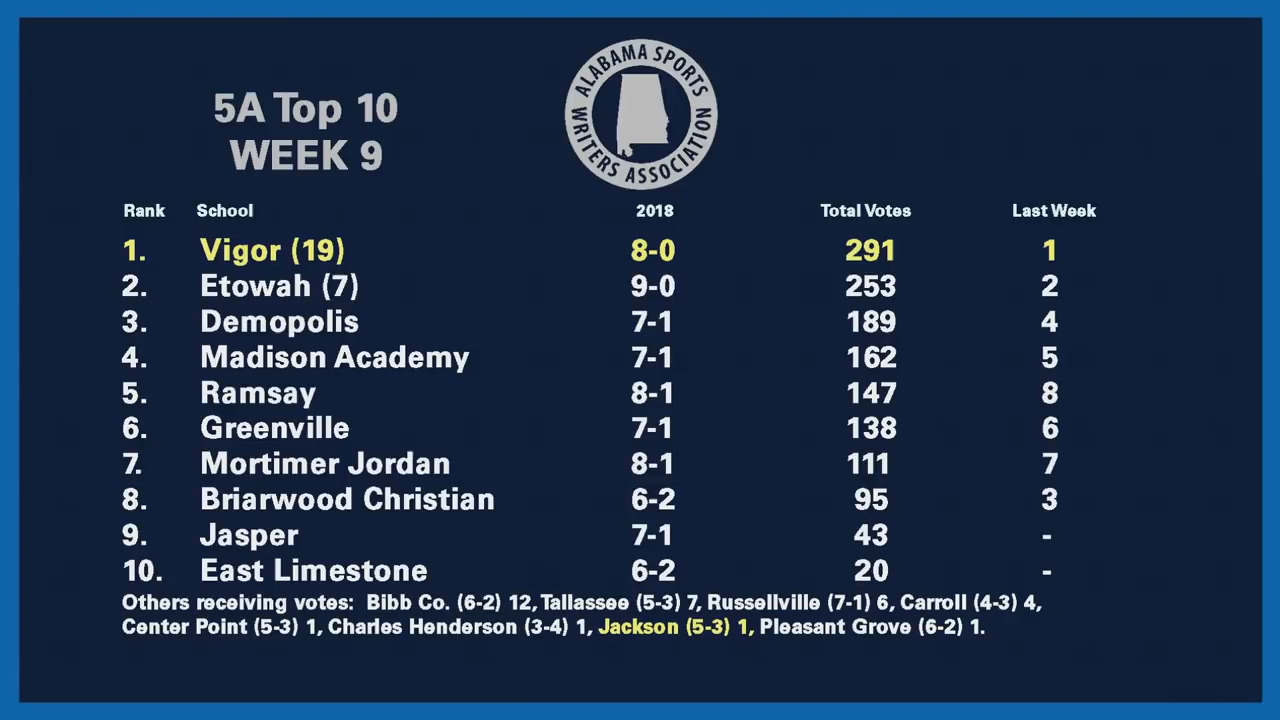 ALABAMA SPORTS
WRITERS ASSOCIATION
5A Top 10
WEEK 9
Rank School 2018 Total Votes Last Week
1. Vigor (19) 8-0 291 1
2. Etowah (7) 9-0 253 2
3. Demopolis 7-1 189 4
4. Madison Academy 7-1 162 5
5. Ramsay 8-1 147 8
6. Greenville 7-1 138 6
7. Mortimer Jordan 8-1 111 7
8. Briarwood Christian 6-2 95 3
9. Jasper 7-1 43 -
10. East Limestone 6-2 20 -
Others receiving votes: Bibb Co. (6-2) 12, Tallassee (5-3) 7, Russellville (7-1) 6, Carroll (4-3) 4,
Center Point (5-3) 1, Charles Henderson (3-4) 1, Jackson (5-3) 1, Pleasant Grove (6-2) 1.